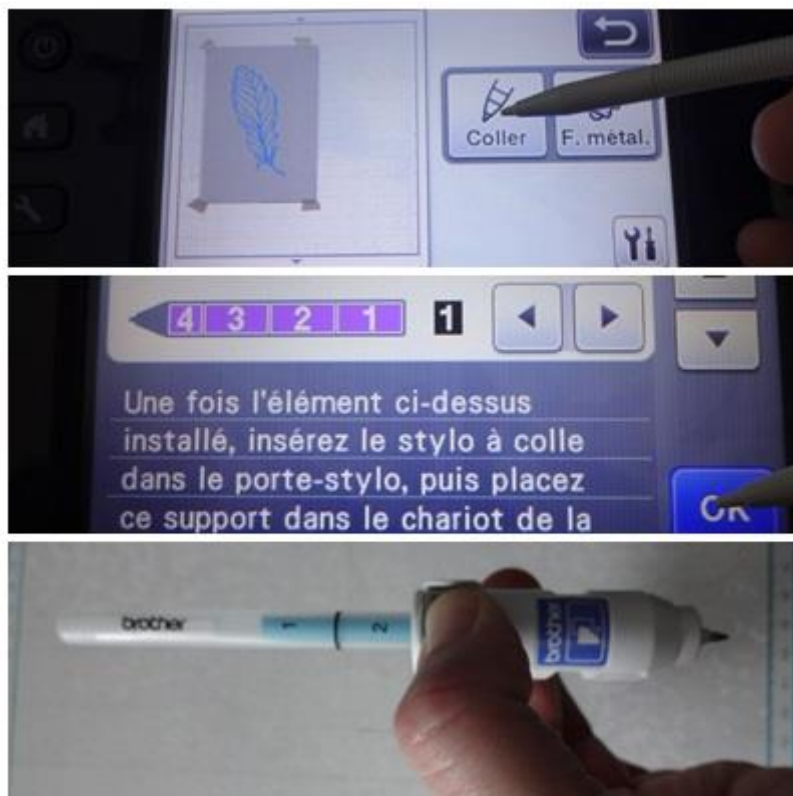 Coller
F. métal.
4 3 2 1 1
Une fois l'élément ci-dessus
installé, insérez le stylo à colle
dans le porte-stylo, puis placez
ce support dans le chariot de la
OK
brother
1
2
brother